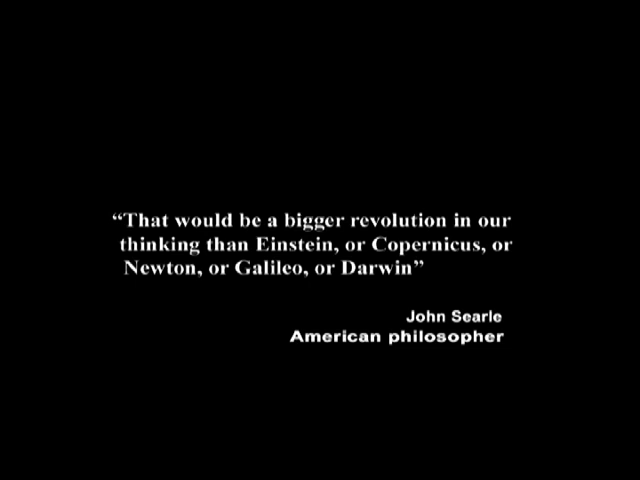 “That would be a bigger revolution in our
thinking than Einstein, or Copernicus, or
Newton, or Galileo, or Darwin”
John Searle
American philosopher